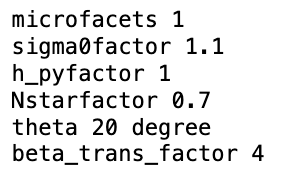 microfacets 1
sigma0factor 1.1
h_pyfactor 1
Nstarfactor 0.7
theta 20 degree
beta_trans_factor 4